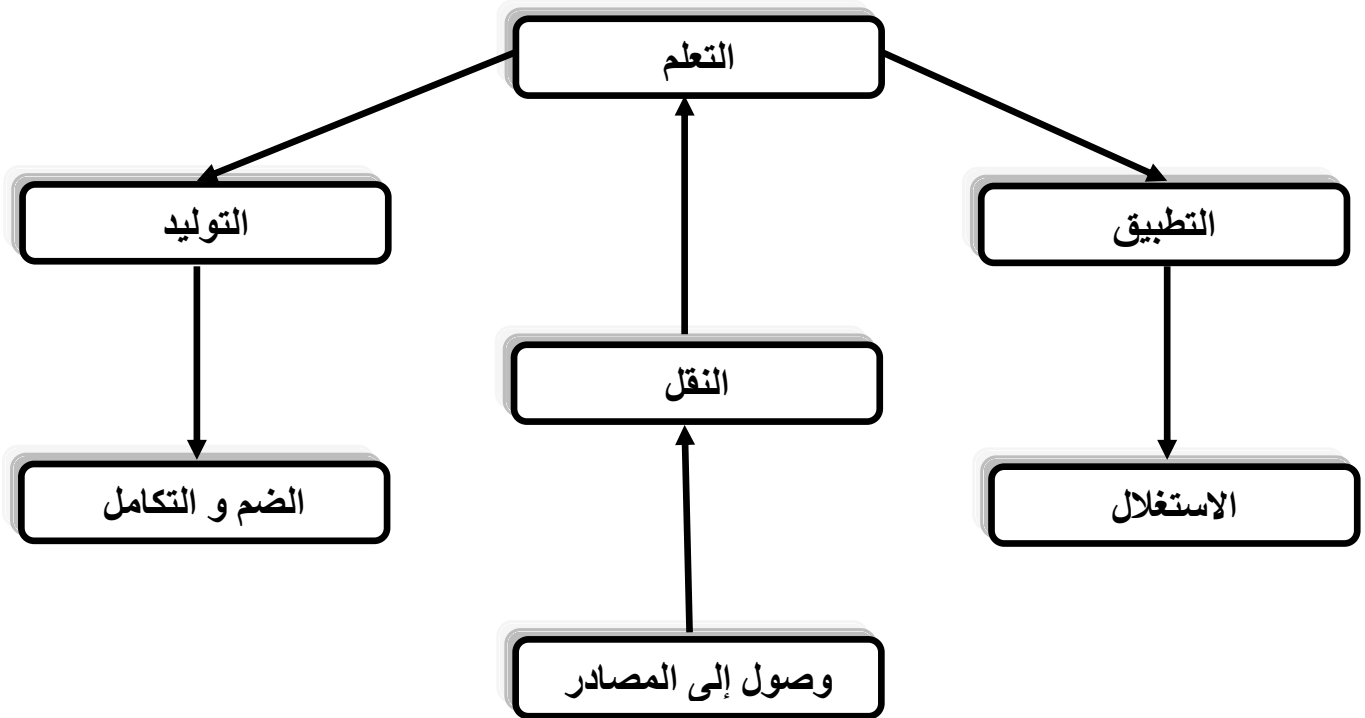 التعلم
التطبيق
التوليد
النقل
الاستغلال
الضم و التكامل
وصول إلى المصادر